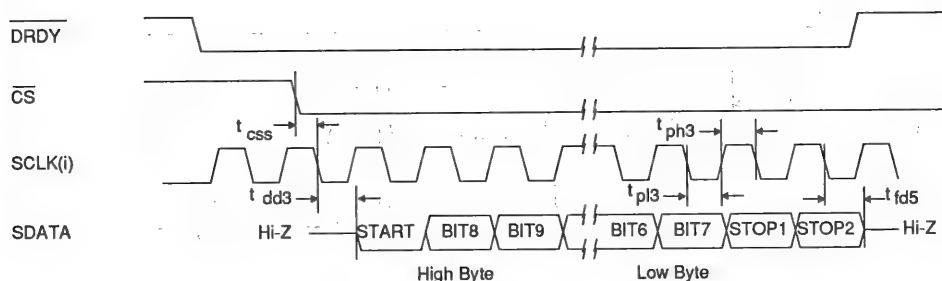 DRDY
CS
t css
t ph3
SCLK(i)
t dd3
t pl3
t fd5
SDATA
Hi-Z
START
BIT8
BIT9
BIT6
BIT7
STOP1
STOP2
Hi-Z
High Byte
Low Byte